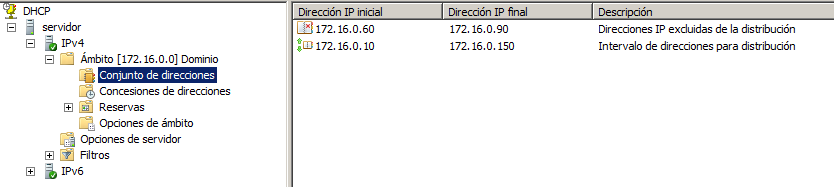 DHCP
servidor
IPv4
Ámbito [172.16.0.0] Dominio
Conjunto de direcciones
Concesiones de direcciones
Reservas
Opciones de ámbito
Opciones de servidor
Filtros
IPv6
Dirección IP inicial Dirección IP final Descripción
172.16.0.60 172.16.0.90 Direcciones IP excluidas de la distribución
172.16.0.10 172.16.0.150 Intervalo de direcciones para distribución